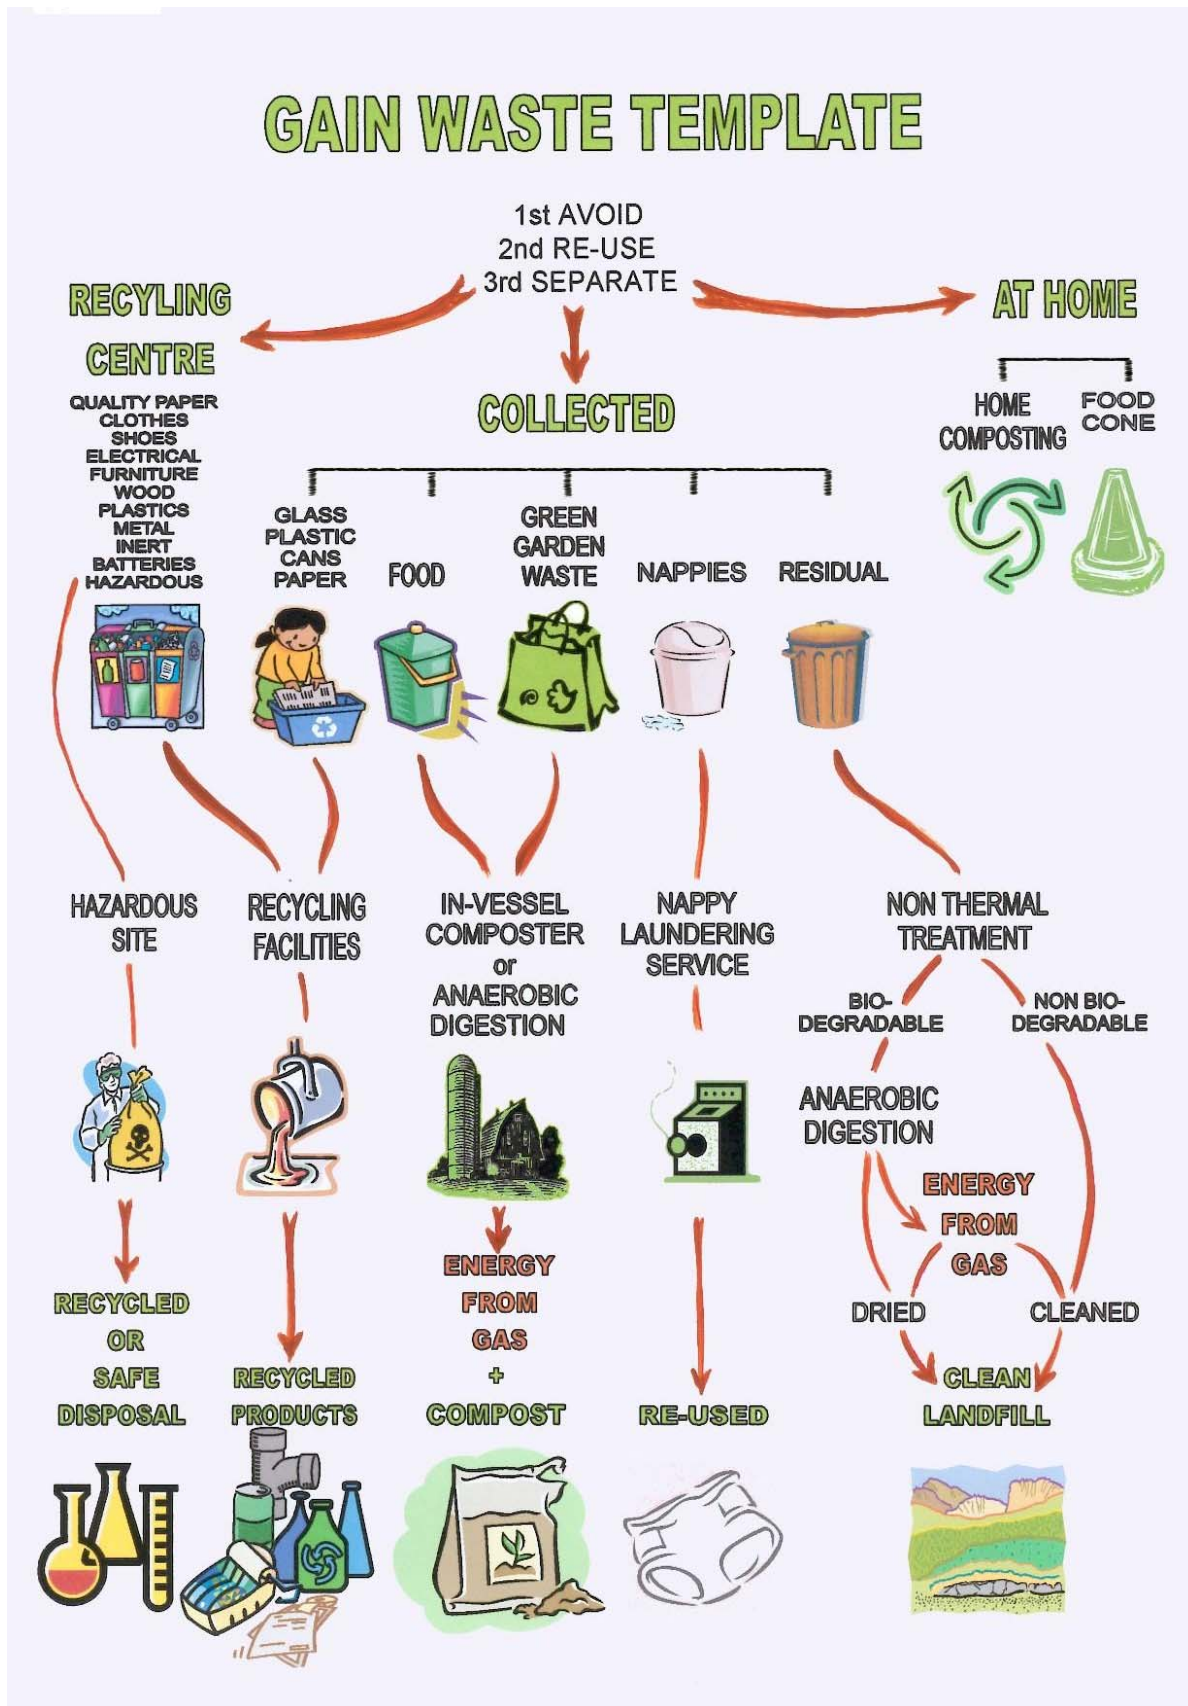 GAIN WASTE TEMPLATE
1st AVOID
2nd RE-USE
3rd SEPARATE
RECYLING
CENTRE
QUALITY PAPER
CLOTHES
SHOES
ELECTRICAL
FURNITURE
WOOD
PLASTICS
METAL
INERT
BATTERIES
HAZARDOUS
COLLECTED
AT HOME
HOME
COMPOSTING
FOOD
CONE
GLASS
PLASTIC
CANS
PAPER
FOOD
GREEN
GARDEN
WASTE
NAPPIES
RESIDUAL
HAZARDOUS
SITE
RECYCLING
FACILITIES
IN-VESSEL
COMPOSTER
or
ANAEROBIC
DIGESTION
NAPPY
LAUNDERING
SERVICE
NON THERMAL
TREATMENT
BIO-
DEGRADABLE
NON BIO-
DEGRADABLE
ANAEROBIC
DIGESTION
ENERGY
FROM
GAS
DRIED
CLEANED
RECYCLED
OR
SAFE
DISPOSAL
RECYCLED
PRODUCTS
ENERGY
FROM
GAS
+
COMPOST
RE-USED
CLEAN
LANDFILL